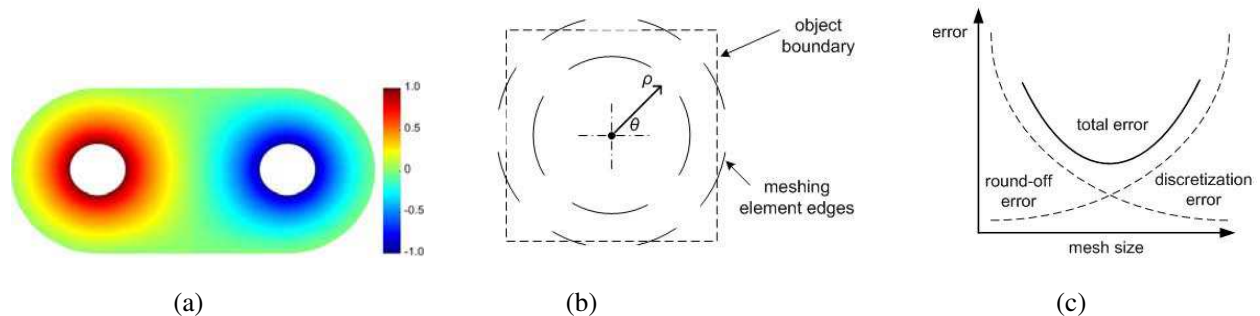 1.0
0.5
0
-0.5
-1.0
(a)
object
boundary
ρ
θ
meshing
element edges
(b)
error
total error
round-off
error
discretization
error
mesh size
(c)